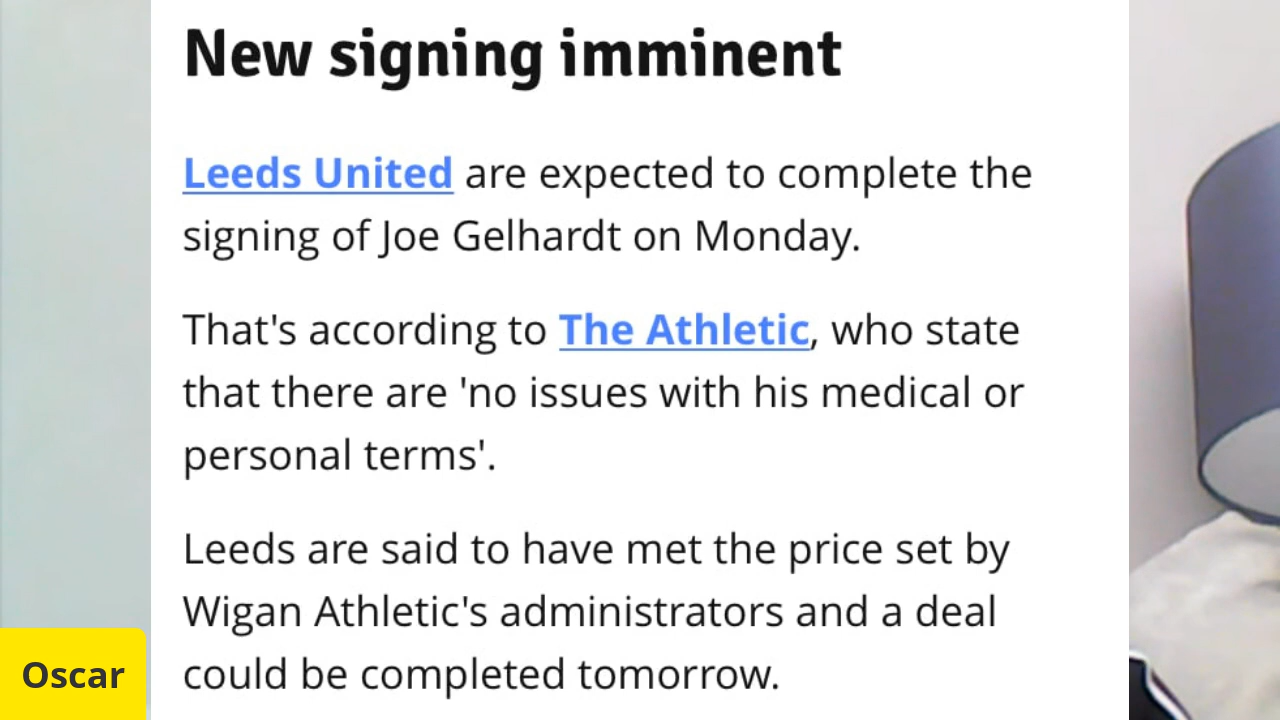 New signing imminent
Leeds United are expected to complete the
signing of Joe Gelhardt on Monday.
That's according to The Athletic, who state
that there are 'no issues with his medical or
personal terms'.
Leeds are said to have met the price set by
Wigan Athletic's administrators and a deal
could be completed tomorrow.
Oscar